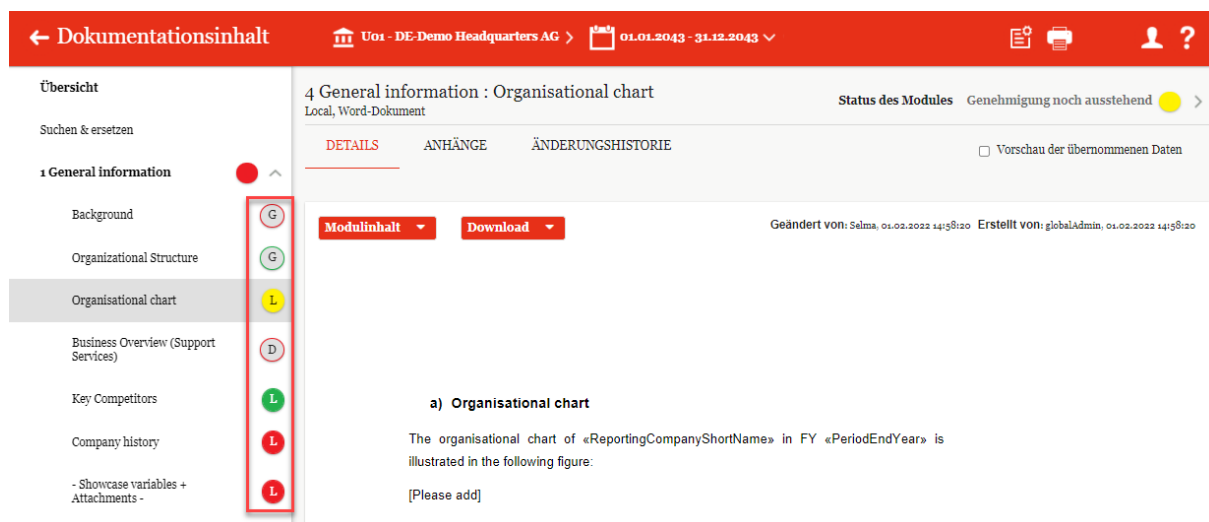 ← Dokumentationsinhalt
U01 - DE-Demo Headquarters AG > 01.01.2043 - 31.12.2043
?
Übersicht
Suchen & ersetzen
1 General information
Background G
Organizational Structure G
Organisational chart L
Business Overview (Support
Services) D
Key Competitors L
Company history L
- Showcase variables +
Attachments - L
4 General information : Organisational chart
Local, Word-Dokument
Status des Modules Genehmigung noch ausstehend >
DETAILS ANHÄNGE ÄNDERUNGSHISTORIE
Vorschau der übernommenen Daten
Modulinhalt Download
Geändert von: Selma, 01.02.2022 14:58:20 Erstellt von: globalAdmin, 01.02.2022 14:58:20
a) Organisational chart
The organisational chart of «ReportingCompanyShortName» in FY «PeriodEndYear» is
illustrated in the following figure:
[Please add]